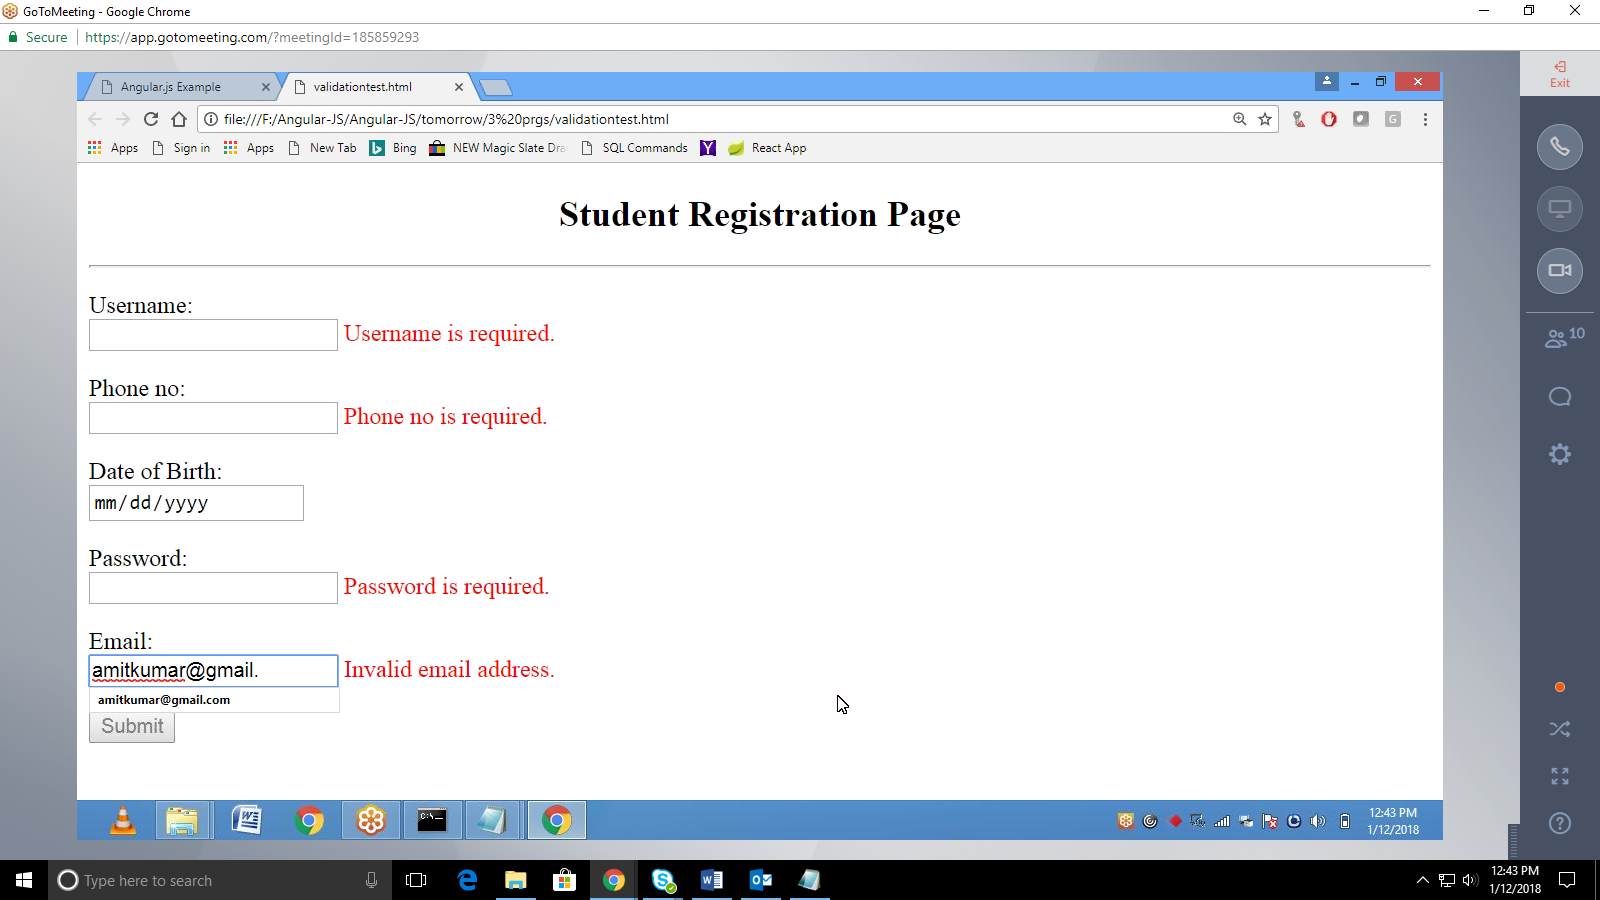 GoToMeeting - Google Chrome
Secure https://app.gotomeeting.com/?meetingId=185859293
Exit
Angular.js Example validationtest.html
file:///F:/Angular-JS/Angular-JS/tomorrow/3%20prgs/validationtest.html
Apps Sign in Apps New Tab Bing NEW Magic Slate Dra SQL Commands React App
Student Registration Page
Username:
Username is required.
10
Phone no:
Phone no is required.
Date of Birth:
mm/dd/yyyy
Password:
Password is required.
Email:
amitkumar@gmail. Invalid email address.
amitkumar@gmail.com
Submit
12:43 PM
1/12/2018
Type here to search
12:43 PM
1/12/2018